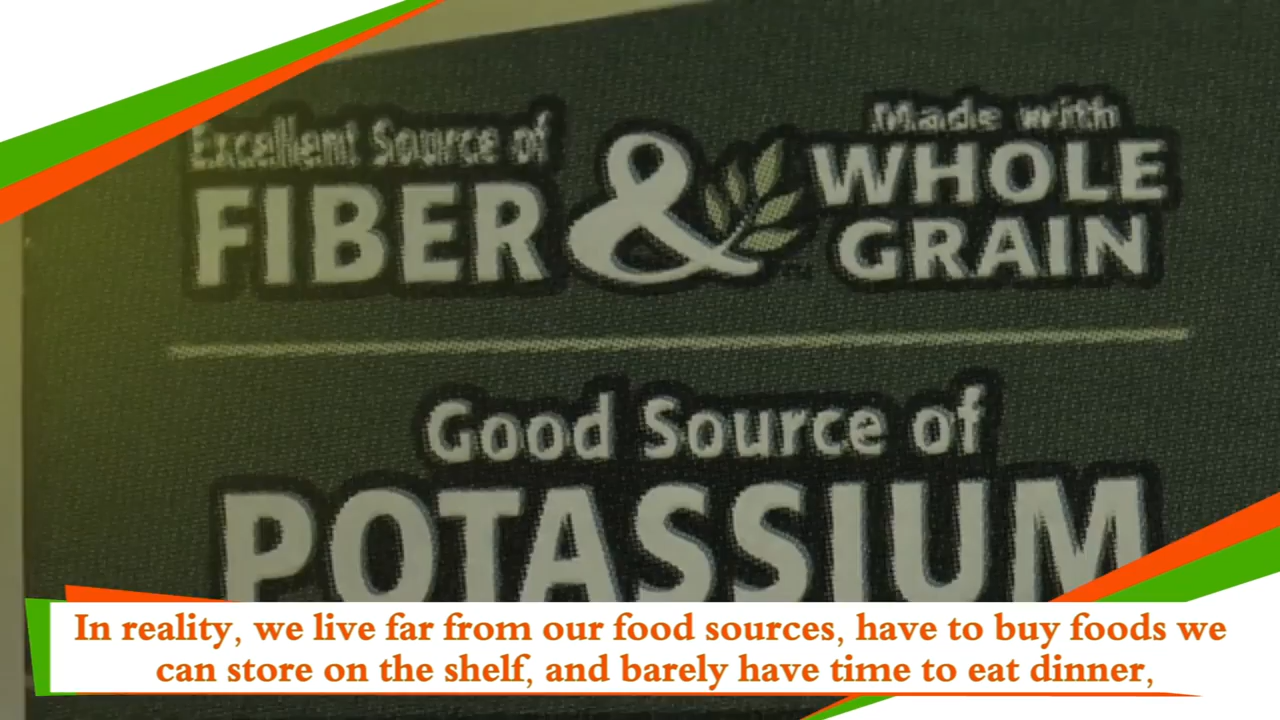 Excellent Source of
FIBER
&
Made with
WHOLE
GRAIN
Good Source of
POTASSIUM
In reality, we live far from our food sources, have to buy foods we
can store on the shelf, and barely have time to eat dinner,